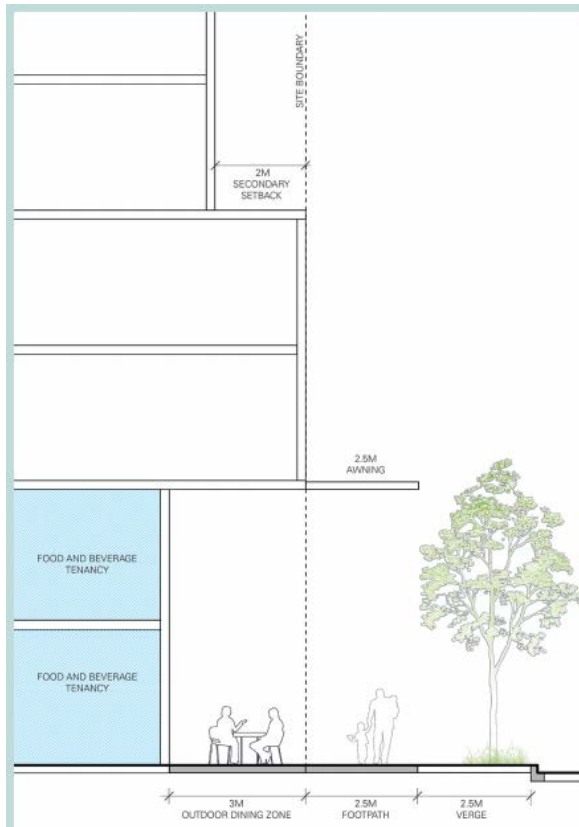 SITE BOUNDARY
2M
SECONDARY
SETBACK
2.5M
AWNING
FOOD AND BEVERAGE
TENANCY
FOOD AND BEVERAGE
TENANCY
3M
OUTDOOR DINING ZONE
2.5M
FOOTPATH
2.5M
VERGE